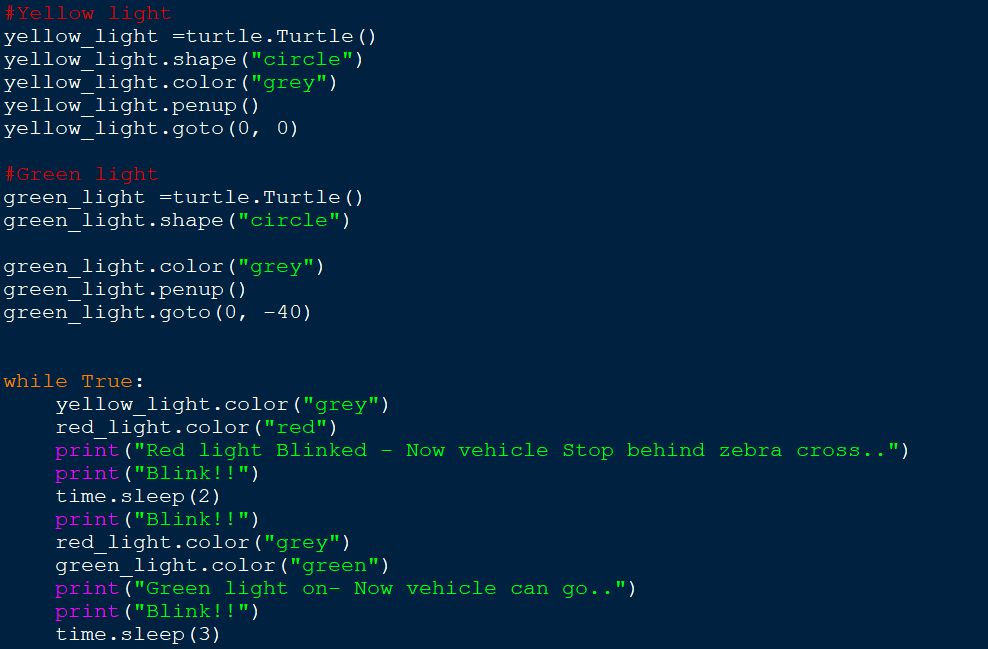 #Yellow light
yellow_light =turtle.Turtle()
yellow_light.shape("circle")
yellow_light.color("grey")
yellow_light.penup()
yellow_light.goto(0, 0)
#Green light
green_light =turtle.Turtle()
green_light.shape("circle")
green_light.color("grey")
green_light.penup()
green_light.goto(0, -40)
while True:
    yellow_light.color("grey")
    red_light.color("red")
    print("Red light Blinked - Now vehicle Stop behind zebra cross..")
    print("Blink!!")
    time.sleep(2)
    print("Blink!!")
    red_light.color("grey")
    green_light.color("green")
    print("Green light on- Now vehicle can go..")
    print("Blink!!")
    time.sleep(3)